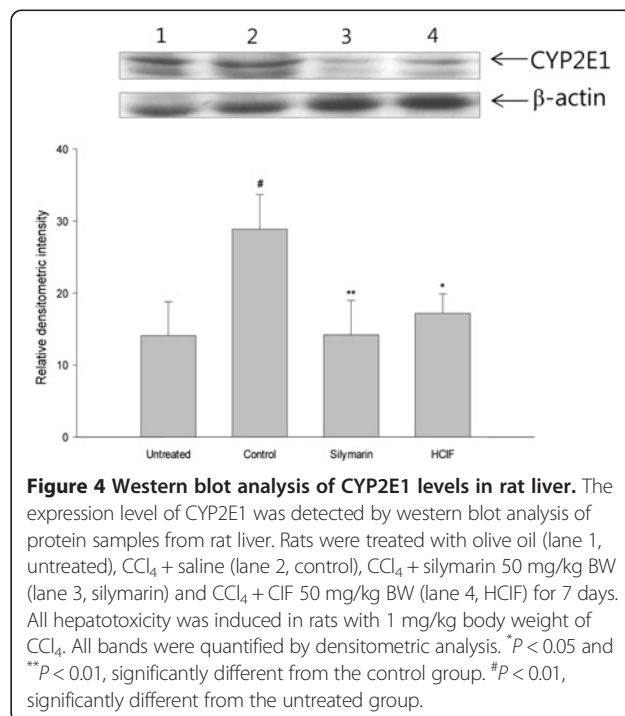 1 2 3 4
←CYP2E1
←β-actin
40
#
30
Relative densitometric intensity
20
**
*
10
0
Untreated Control Silymarin HCIF
Figure 4 Western blot analysis of CYP2E1 levels in rat liver. The
expression level of CYP2E1 was detected by western blot analysis of
protein samples from rat liver. Rats were treated with olive oil (lane 1,
untreated), CCl₄ + saline (lane 2, control), CCl₄ + silymarin 50 mg/kg BW
(lane 3, silymarin) and CCl₄ + CIF 50 mg/kg BW (lane 4, HCIF) for 7 days.
All hepatotoxicity was induced in rats with 1 mg/kg body weight of
CCl₄. All bands were quantified by densitometric analysis. *P < 0.05 and
**P < 0.01, significantly different from the control group. #P < 0.01,
significantly different from the untreated group.